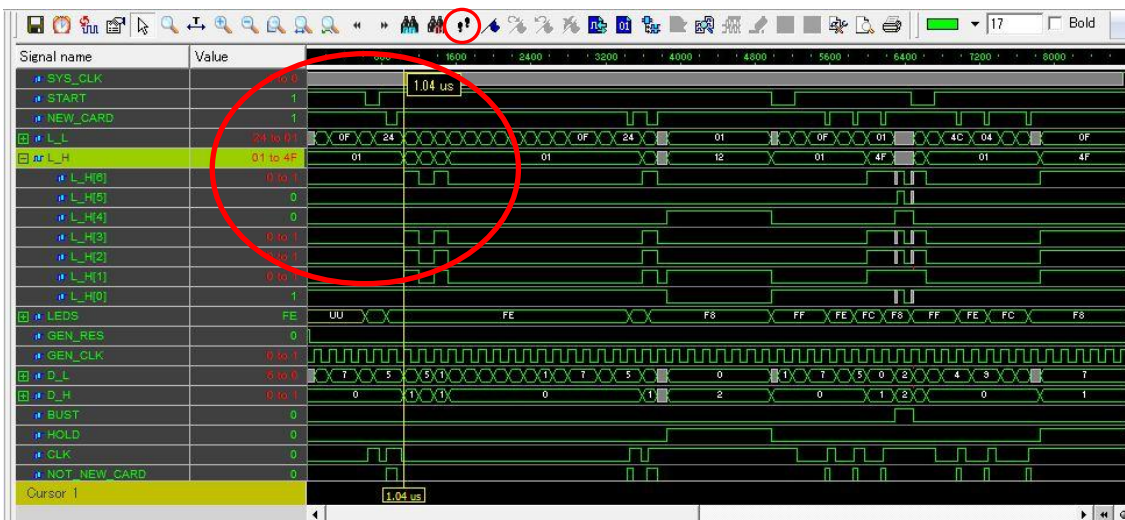 17 Bold
Signal name Value 1600 2400 3200 4000 4800 5600 6400 7200 8000
SYS_CLK
1.04 us
START 1
NEW_CARD 1
L_L 24 to 01 0F 24 0F 24 01 0F 01 4C 04 0F
L_H 01 to 4F 01 01 12 01 4F 01 4F
L_H[6] 0 to 1
L_H[5] 0
L_H[4] 0
L_H[3] 0 to 1
L_H[2] 0 to 1
L_H[1] 0 to 1
L_H[0] 1
LEDS FE UU FE F8 FF FE FC F8 FF FE FC F8
GEN_RES 0
GEN_CLK 0 to 1
D_L 6 to 0 7 5 5 1 1 7 5 0 1 7 5 0 2 4 3 7
D_H 0 to 1 0 1 1 0 1 2 0 1 2 0 1
BUST 0
HOLD 0
CLK 0
NOT_NEW_CARD 0
Cursor 1 1.04 us